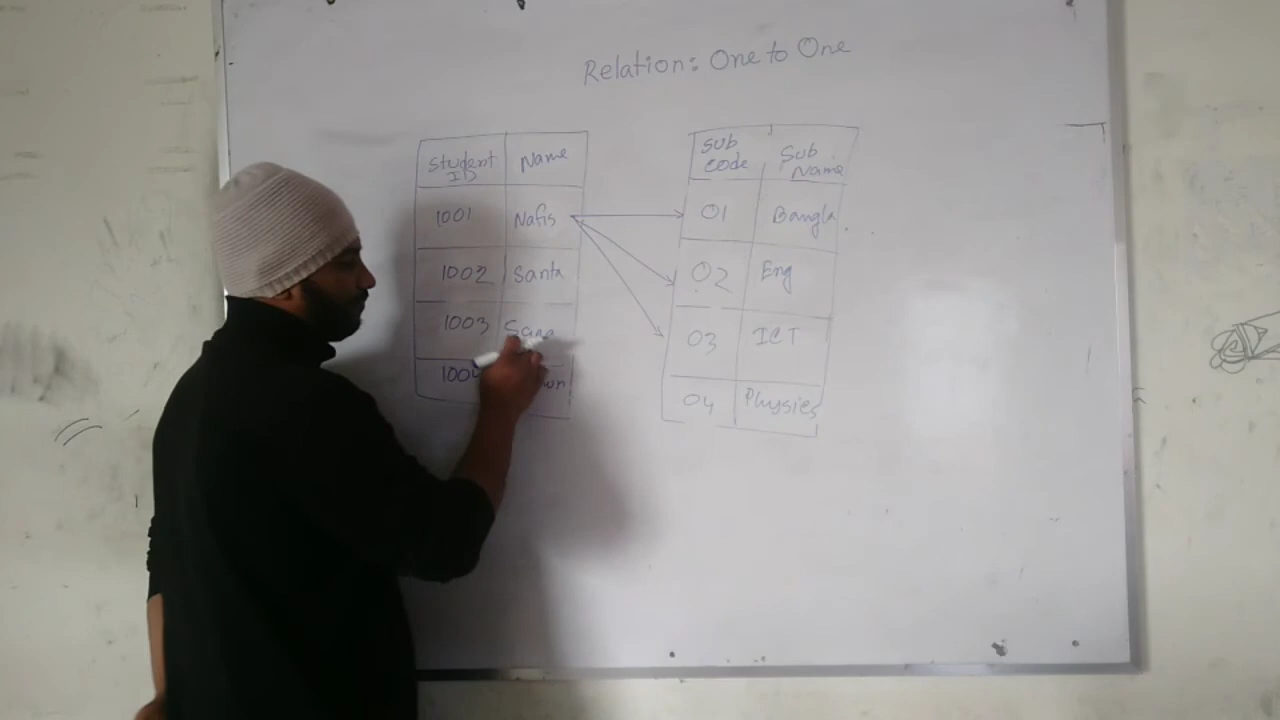 Relation: One to One
Student ID Name
1001 Nafis
1002 Santa
1003
Sub Code Sub Name
01 Bangla
02 Eng
03 ICT
04 Physics